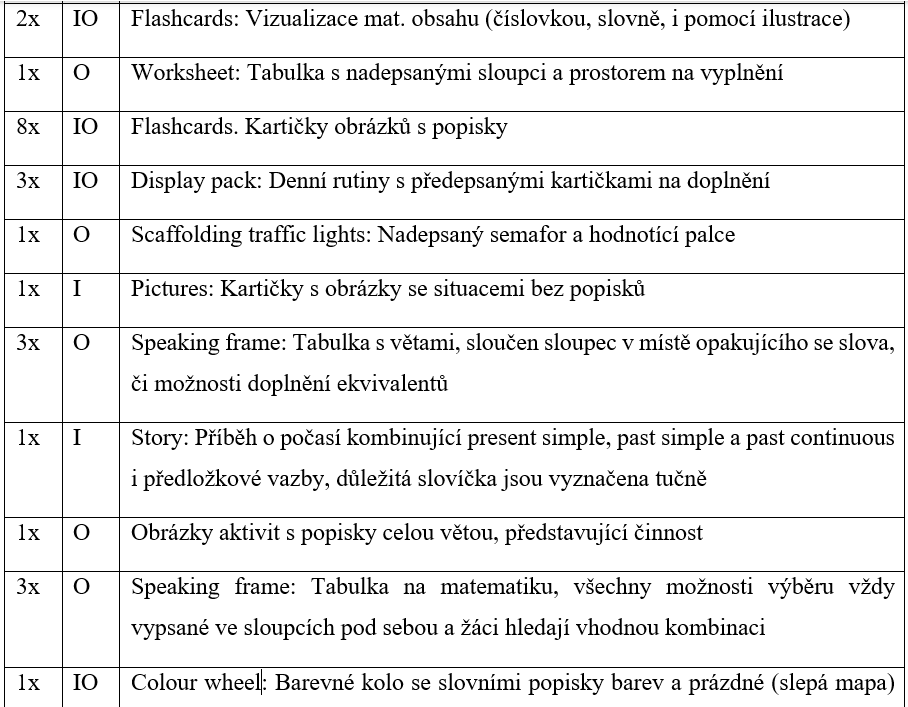 2x IO Flashcards: Vizualizace mat. obsahu (číslovkou, slovně, i pomocí ilustrace)
1x O Worksheet: Tabulka s nadepsanými sloupci a prostorem na vyplnění
8x IO Flashcards. Kartičky obrázků s popisky
3x IO Display pack: Denní rutiny s předepsanými kartičkami na doplnění
1x O Scaffolding traffic lights: Nadepsaný semafor a hodnotící palce
1x I Pictures: Kartičky s obrázky se situacemi bez popisků
3x O Speaking frame: Tabulka s větami, sloučen sloupec v místě opakujícího se slova,
či možnosti doplnění ekvivalentů
1x I Story: Příběh o počasí kombinující present simple, past simple a past continuous
i předložkové vazby, důležitá slovíčka jsou vyznačena tučně
1x O Obrázky aktivit s popisky celou větou, představující činnost
3x O Speaking frame: Tabulka na matematiku, všechny možnosti výběru vždy
vypsané ve sloupcích pod sebou a žáci hledají vhodnou kombinaci
1x IO Colour wheel: Barevné kolo se slovními popisky barev a prázdné (slepá mapa)